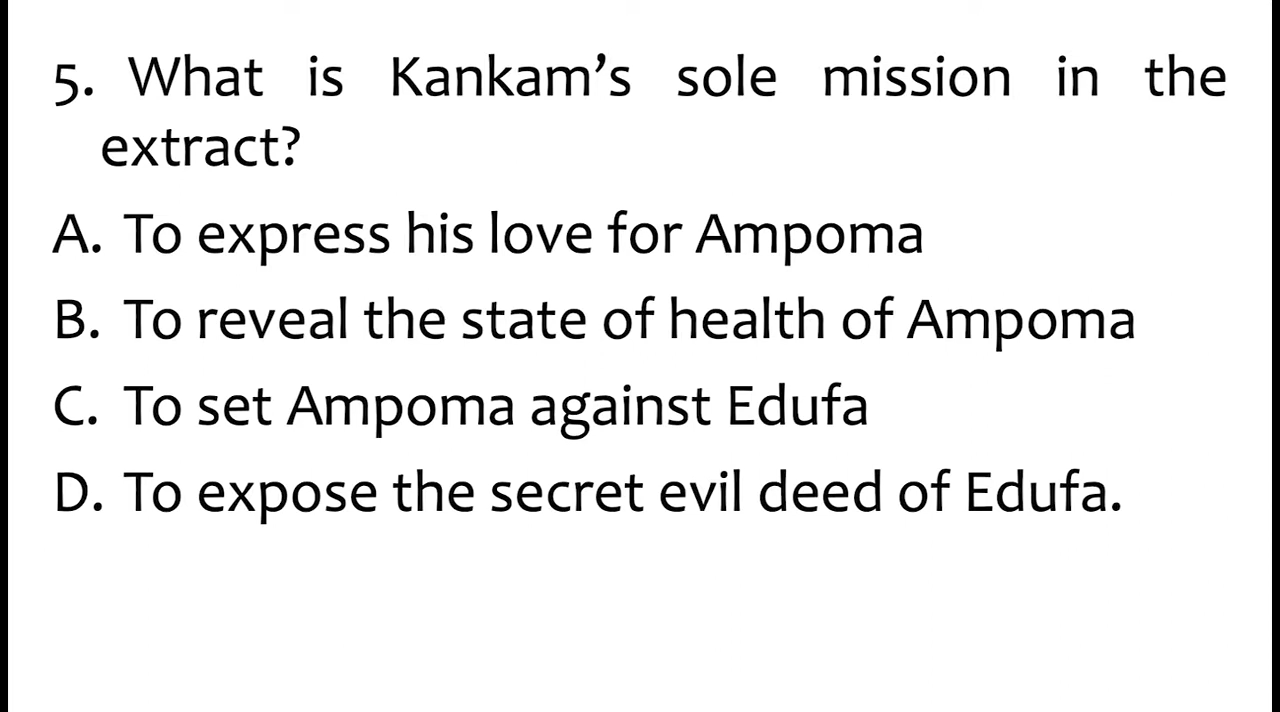 5. What is Kankam’s sole mission in the
extract?
A. To express his love for Ampoma
B. To reveal the state of health of Ampoma
C. To set Ampoma against Edufa
D. To expose the secret evil deed of Edufa.